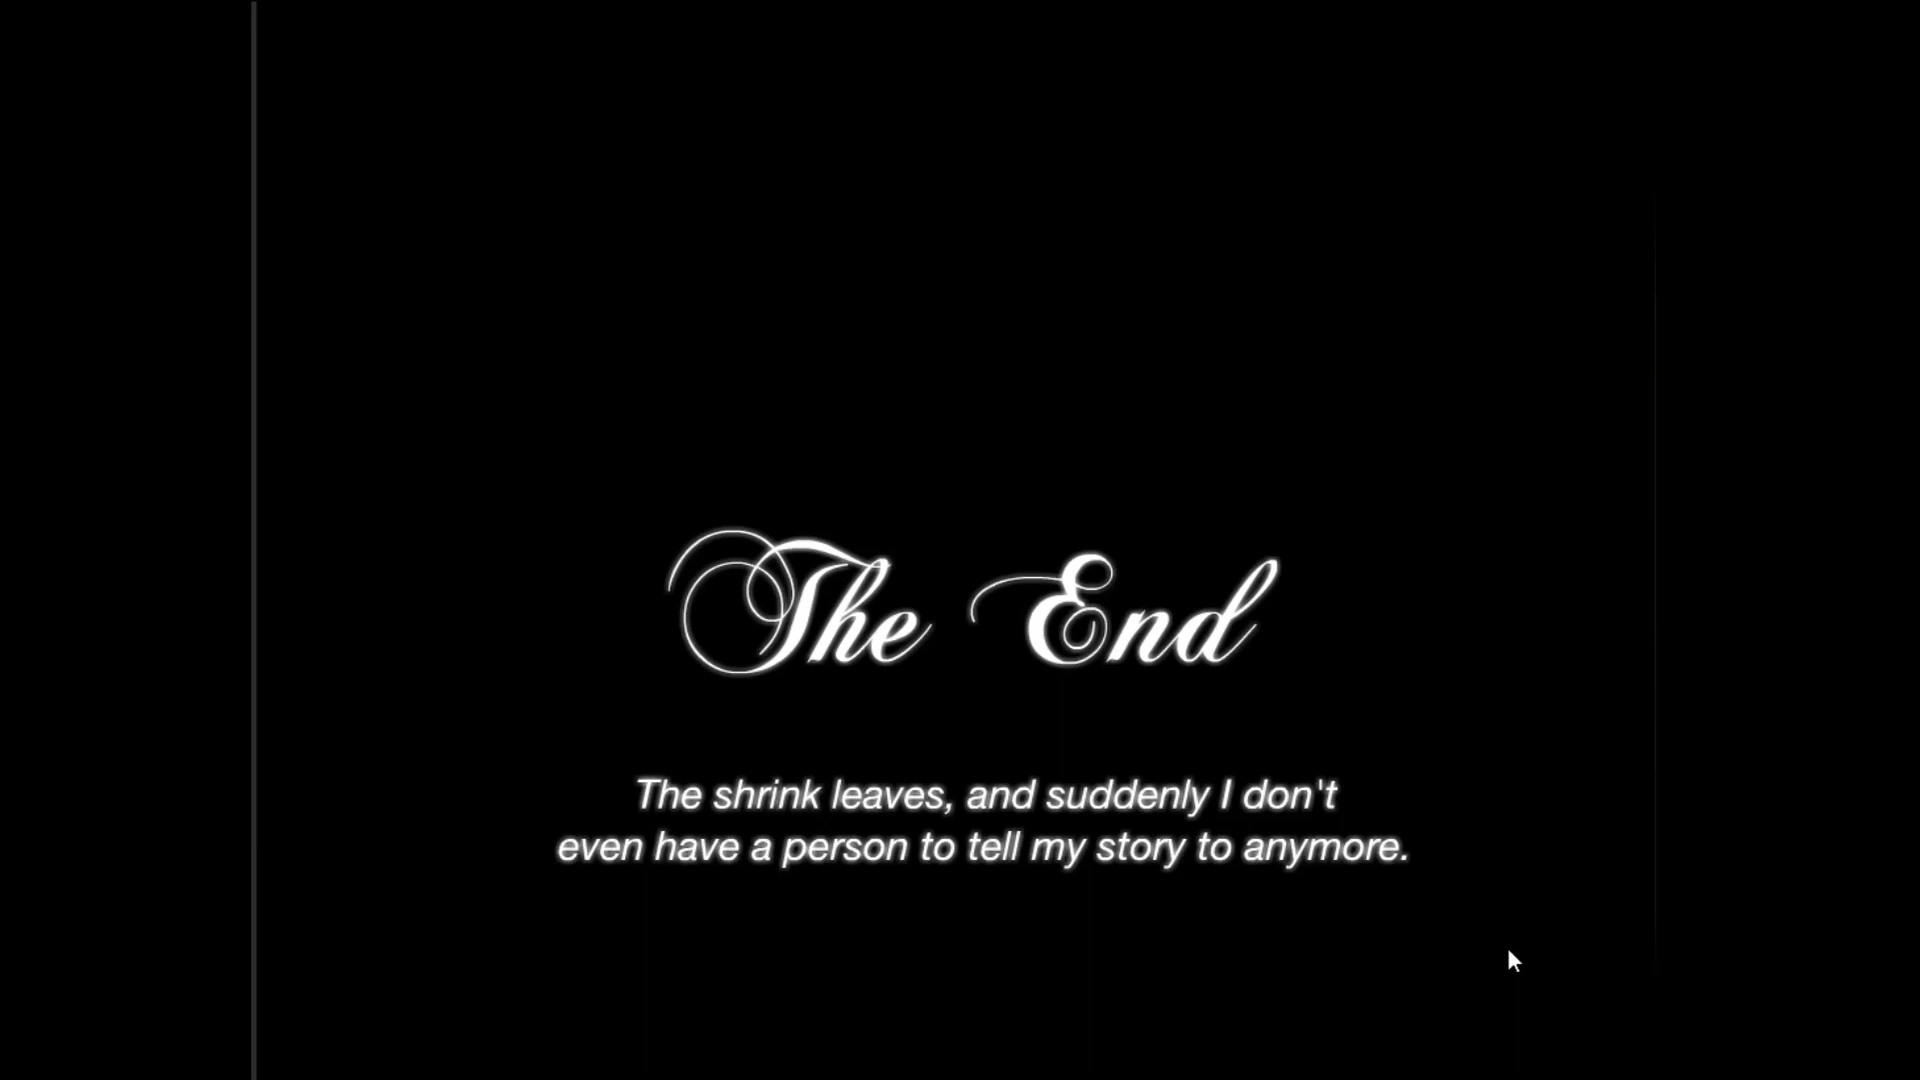 The End
The shrink leaves, and suddenly I don't
even have a person to tell my story to anymore.